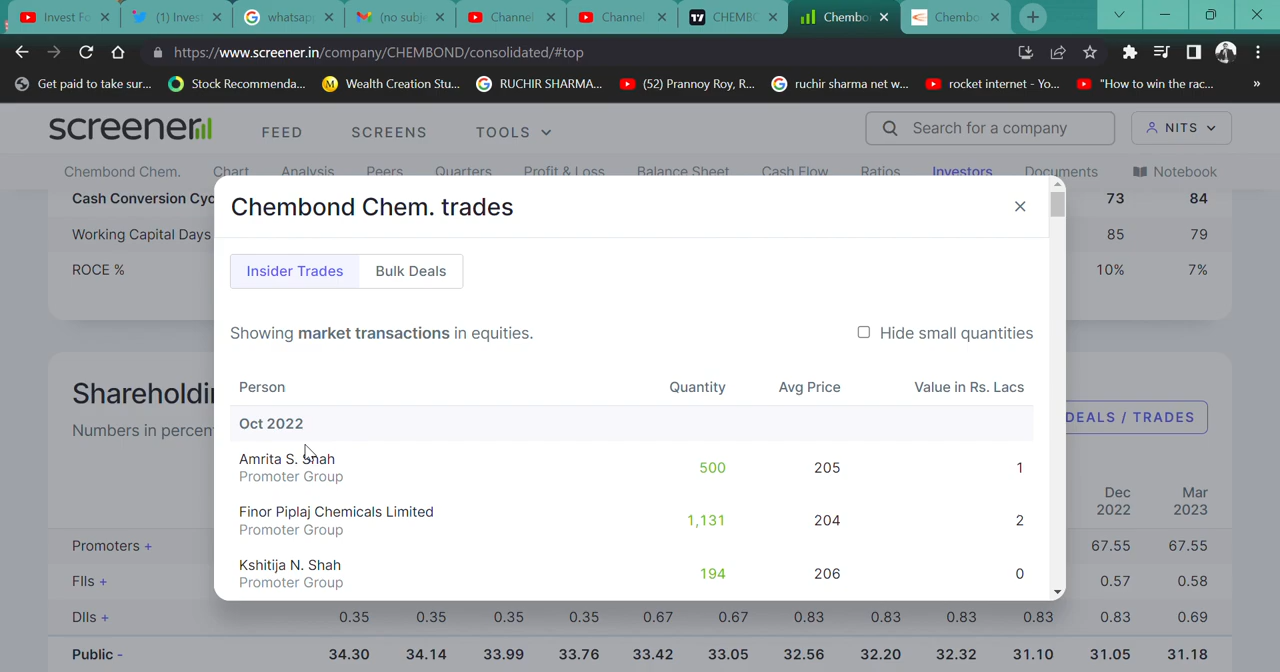 Invest Fo
(1) Invest
whatsap
(no subj
Channel
Channel
CHEMBO
Chembo
Chembo
https://www.screener.in/company/CHEMBOND/consolidated/#top
Get paid to take sur...
Stock Recommenda...
Wealth Creation Stu...
RUCHIR SHARMA...
(52) Prannoy Roy, R...
ruchir sharma net w...
rocket internet - Yo...
"How to win the rac...
»
screener
FEED SCREENS TOOLS
Search for a company
NITS
Chembond Chem. Chart Analysis Peers Quarters Profit & Loss Balance Sheet Cash Flow Ratios Investors Documents Notebook
Cash Conversion Cyc 73 84
Working Capital Days 85 79
ROCE % 10% 7%
Chembond Chem. trades
Insider Trades Bulk Deals
Showing market transactions in equities. Hide small quantities
Person Quantity Avg Price Value in Rs. Lacs
Oct 2022
Amrita S. Shah 500 205 1
Promoter Group
Finor Piplaj Chemicals Limited 1,131 204 2
Promoter Group
Kshitija N. Shah 194 206 0
Promoter Group
Shareholdin
Numbers in percent
DEALS / TRADES
Dec 2022 Mar 2023
Promoters + 67.55 67.55
FIIs + 0.57 0.58
DIIs + 0.35 0.35 0.35 0.35 0.67 0.67 0.83 0.83 0.83 0.83 0.83 0.69
Public - 34.30 34.14 33.99 33.76 33.42 33.05 32.56 32.20 32.32 31.10 31.05 31.18